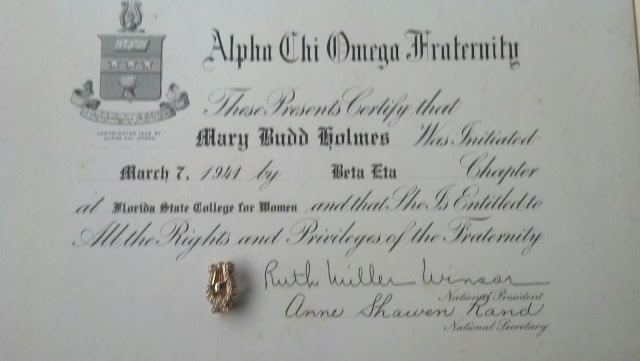 Alpha Chi Omega Fraternity
These Presents Certify that
Mary Budd Holmes Was Initiated
March 7, 1941 by Beta Eta Chapter
at Florida State College for Women and that She Is Entitled to
All the Rights and Privileges of the Fraternity
Ruth Miller Winsor
National President
Anne Shawen Rand
National Secretary